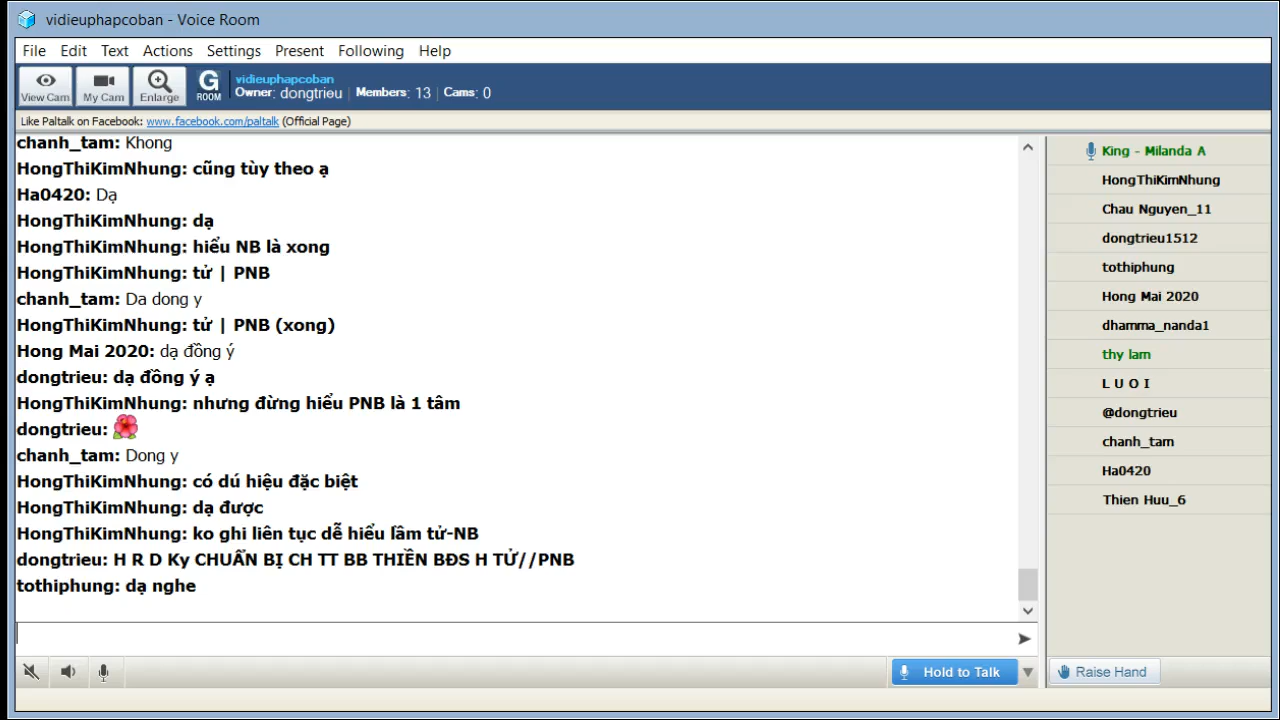 vidieuphapcoban - Voice Room
File Edit Text Actions Settings Present Following Help
View Cam My Cam Enlarge G ROOM vidieuphapcoban
Owner: dongtrieu | Members: 13 | Cams: 0
Like Paltalk on Facebook: www.facebook.com/paltalk (Official Page)
chanh_tam: Khong
HongThiKimNhung: cũng tùy theo ạ
Ha0420: Dạ
HongThiKimNhung: dạ
HongThiKimNhung: hiểu NB là xong
HongThiKimNhung: tử | PNB
chanh_tam: Da dong y
HongThiKimNhung: tử | PNB (xong)
Hong Mai 2020: dạ đồng ý
dongtrieu: dạ đồng ý ạ
HongThiKimNhung: nhưng đừng hiểu PNB là 1 tâm
dongtrieu:
chanh_tam: Dong y
HongThiKimNhung: có dú hiệu đặc biệt
HongThiKimNhung: dạ được
HongThiKimNhung: ko ghi liên tục dễ hiểu lầm tử-NB
dongtrieu: H R D Ky CHUẨN BỊ CH TT BB THIỀN BĐS H TỬ//PNB
tothiphung: dạ nghe
King - Milanda A
HongThiKimNhung
Chau Nguyen_11
dongtrieu1512
tothiphung
Hong Mai 2020
dhamma_nanda1
thy lam
L U O I
@dongtrieu
chanh_tam
Ha0420
Thien Huu_6
Hold to Talk
Raise Hand